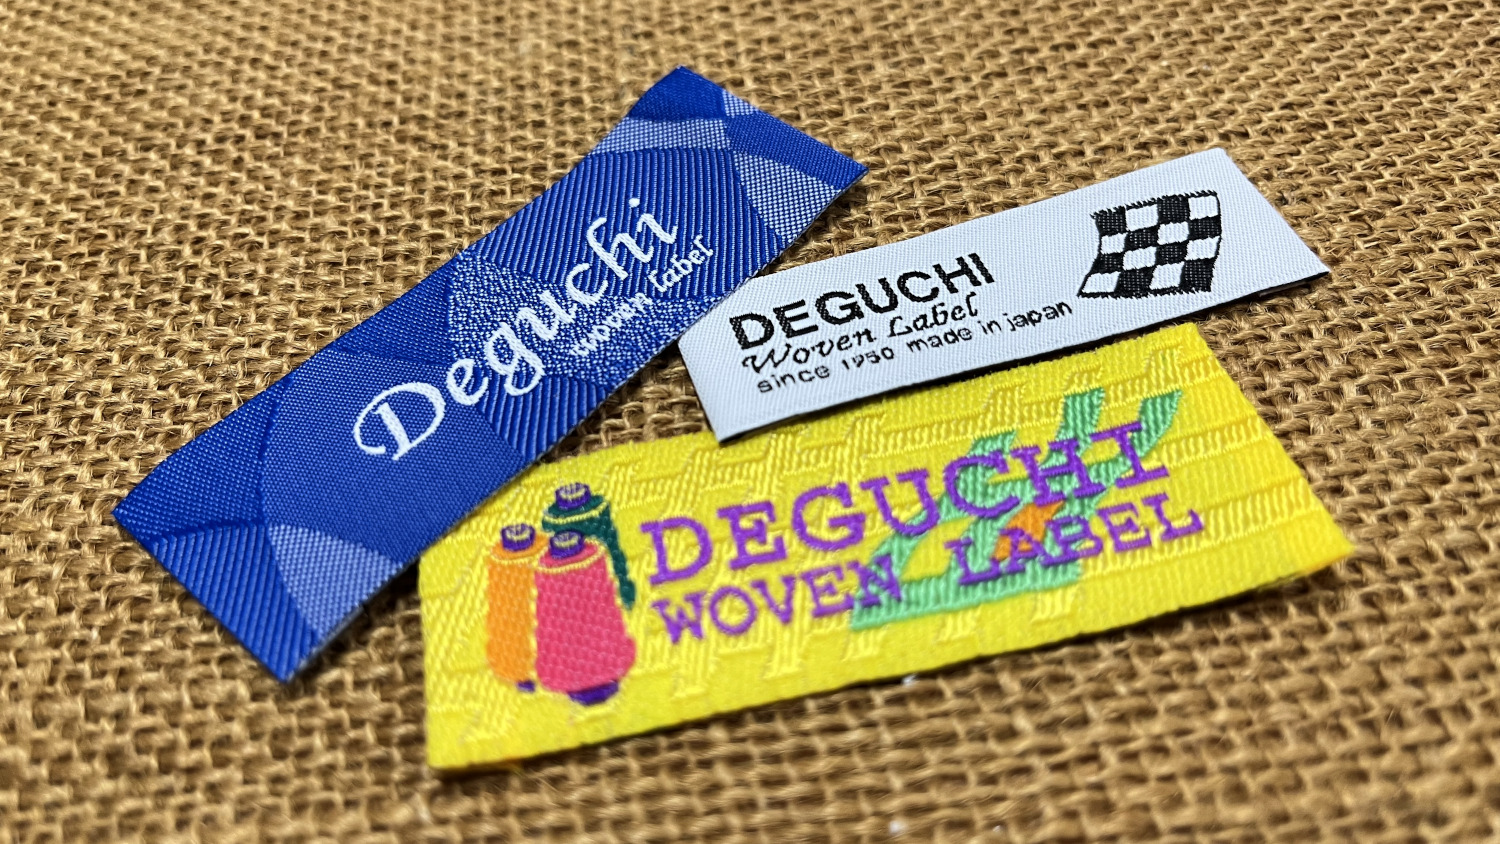 Deguchi
woven label
DEGUCHI
Woven Label
since 1950 made in japan
DEGUCHI
WOVEN LABEL